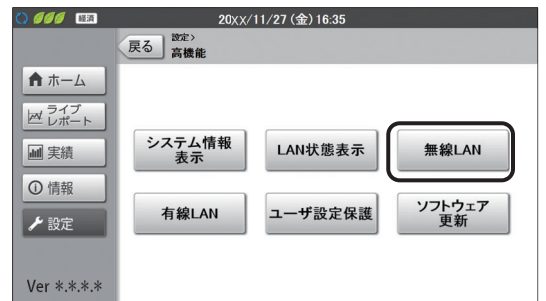 経済
20XX/11/27 (金) 16:35
戻る
設定>
高機能
ホーム
ライブ
レポート
実績
情報
設定
Ver *.*.*.*
システム情報
表示
LAN状態表示
無線LAN
有線LAN
ユーザ設定保護
ソフトウェア
更新